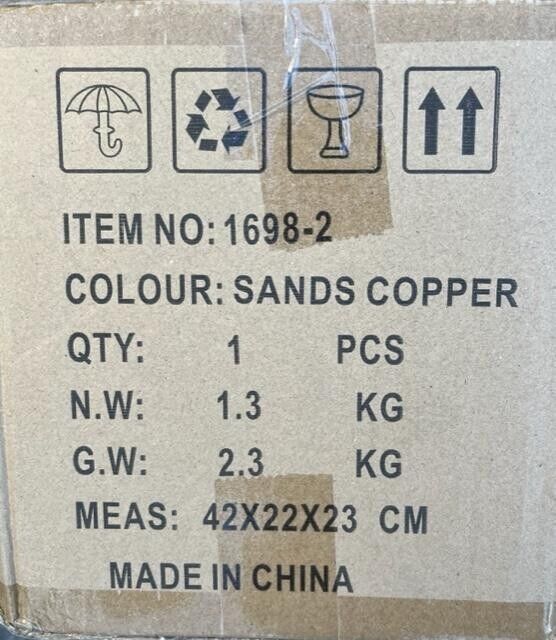 ITEM NO: 1698-2
COLOUR: SANDS COPPER
QTY: 1 PCS
N.W: 1.3 KG
G.W: 2.3 KG
MEAS: 42X22X23 CM
MADE IN CHINA